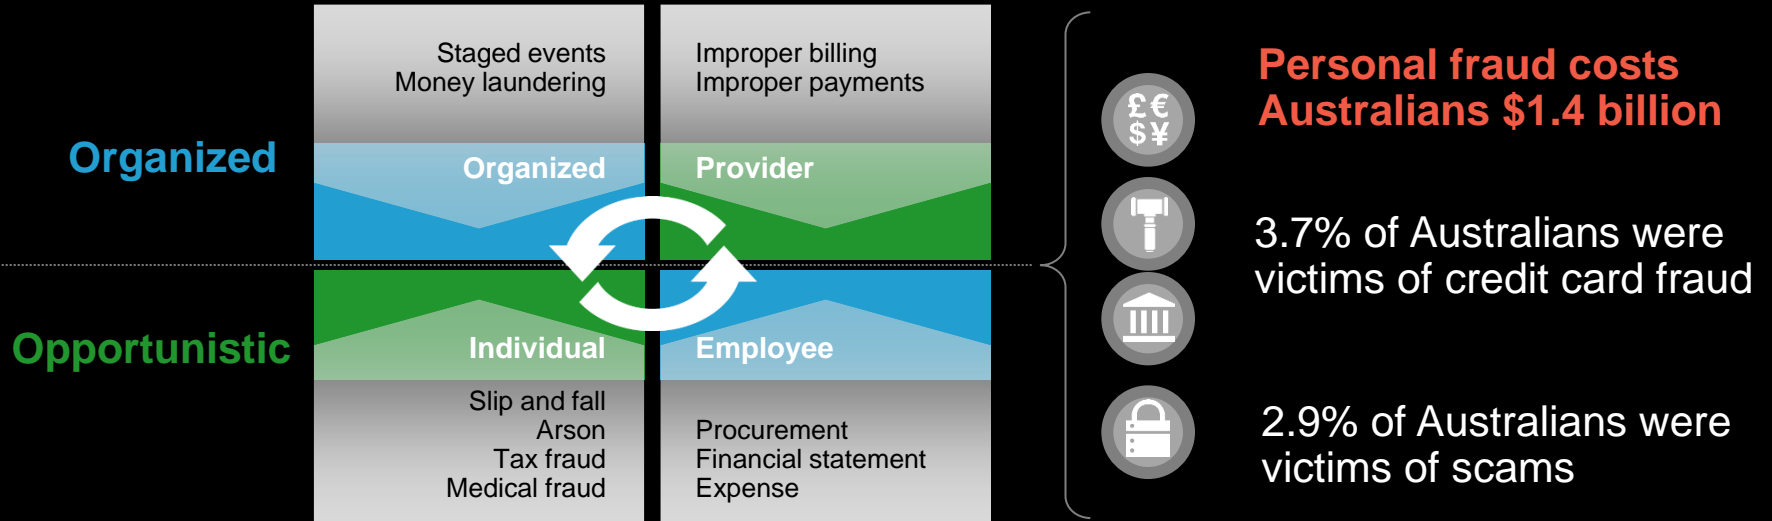 Organized
Opportunistic
Staged events
Money laundering
Organized
Improper billing
Improper payments
Provider
Individual
Slip and fall
Arson
Tax fraud
Medical fraud
Employee
Procurement
Financial statement
Expense
£ €
$ ¥
Personal fraud costs
Australians $1.4 billion
3.7% of Australians were
victims of credit card fraud
2.9% of Australians were
victims of scams